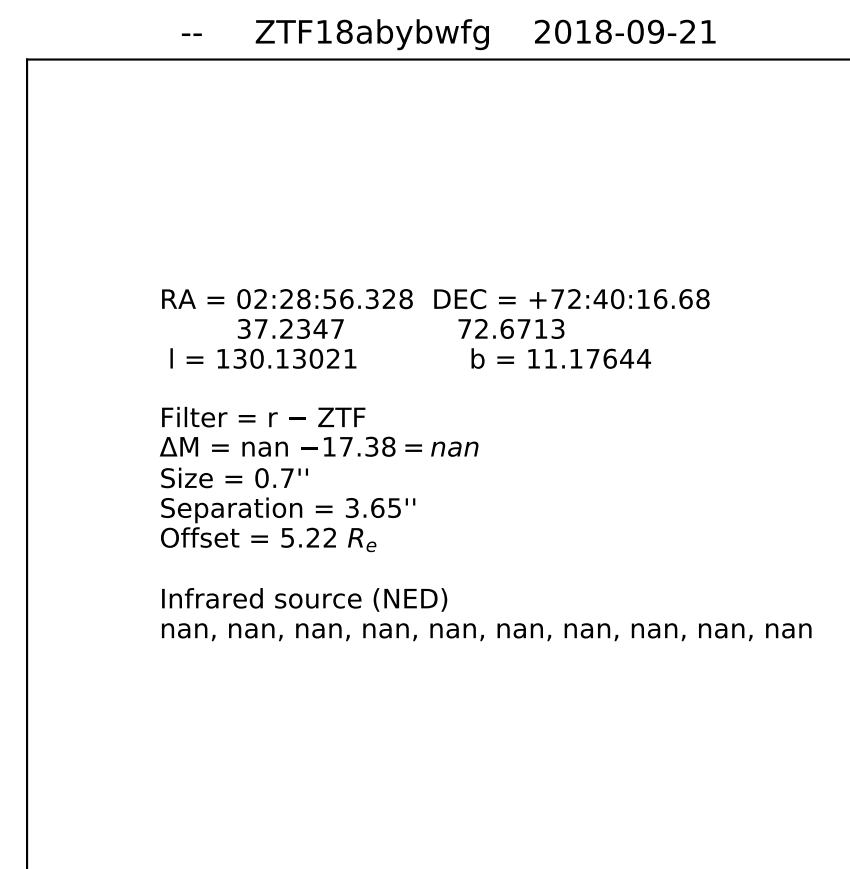 -- ZTF18abybwfg 2018-09-21
RA = 02:28:56.328 DEC = +72:40:16.68
37.2347 72.6713
l = 130.13021 b = 11.17644
Filter = r − ZTF
ΔM = nan −17.38 = nan
Size = 0.7''
Separation = 3.65''
Offset = 5.22 Re
Infrared source (NED)
nan, nan, nan, nan, nan, nan, nan, nan, nan, nan